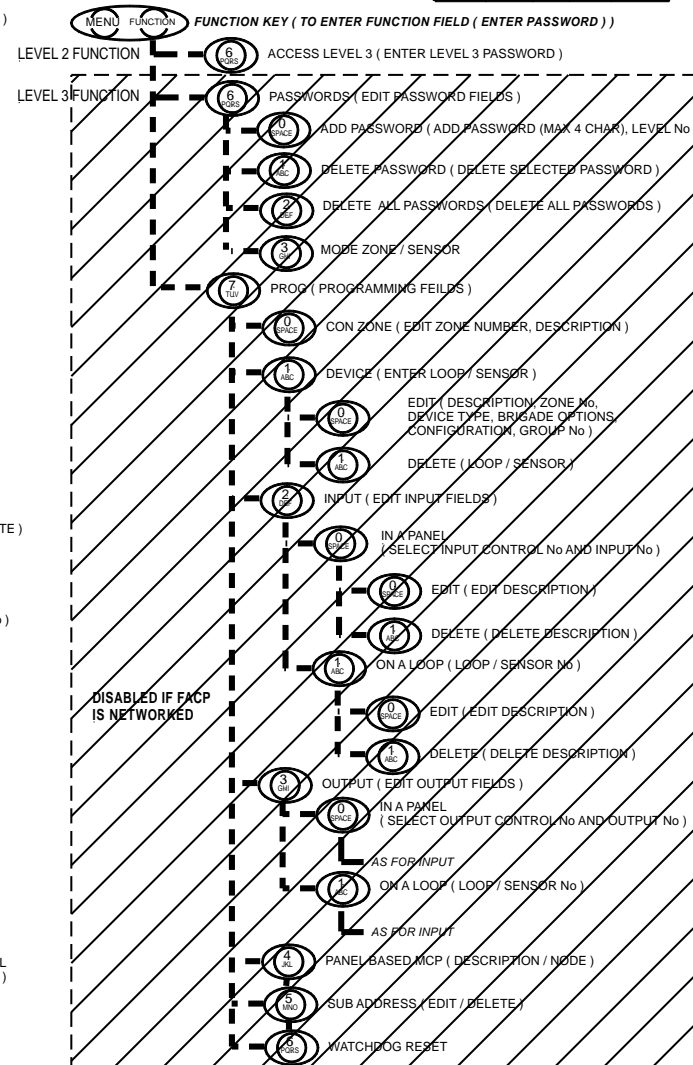 )
MENU FUNCTION FUNCTION KEY ( TO ENTER FUNCTION FIELD ( ENTER PASSWORD ) )
LEVEL 2 FUNCTION 6 PQRS ACCESS LEVEL 3 ( ENTER LEVEL 3 PASSWORD )
LEVEL 3 FUNCTION 6 PQRS PASSWORDS ( EDIT PASSWORD FIELDS )
0 SPACE ADD PASSWORD ( ADD PASSWORD (MAX 4 CHAR), LEVEL No
1 ABC DELETE PASSWORD ( DELETE SELECTED PASSWORD )
2 DEF DELETE ALL PASSWORDS ( DELETE ALL PASSWORDS )
3 GHI MODE ZONE / SENSOR
7 TUV PROG ( PROGRAMMING FEILDS )
0 SPACE CON ZONE ( EDIT ZONE NUMBER, DESCRIPTION )
1 ABC DEVICE ( ENTER LOOP / SENSOR )
0 SPACE EDIT ( DESCRIPTION, ZONE No,
DEVICE TYPE, BRIGADE OPTIONS,
CONFIGURATION, GROUP No )
1 ABC DELETE ( LOOP / SENSOR )
2 DEF INPUT ( EDIT INPUT FIELDS )
TE )
0 SPACE IN A PANEL
( SELECT INPUT CONTROL No AND INPUT No )
0 SPACE EDIT ( EDIT DESCRIPTION )
)
1 ABC DELETE ( DELETE DESCRIPTION )
1 ABC ON A LOOP ( LOOP / SENSOR No )
DISABLED IF FACP
IS NETWORKED
0 SPACE EDIT ( EDIT DESCRIPTION )
1 ABC DELETE ( DELETE DESCRIPTION )
3 GHI OUTPUT ( EDIT OUTPUT FIELDS )
0 SPACE IN A PANEL
( SELECT OUTPUT CONTROL No AND OUTPUT No )
AS FOR INPUT
1 ABC ON A LOOP ( LOOP / SENSOR No )
AS FOR INPUT
L
)
4 JKL PANEL BASED MCP ( DESCRIPTION / NODE )
5 MNO SUB ADDRESS ( EDIT / DELETE )
6 PQRS WATCHDOG RESET